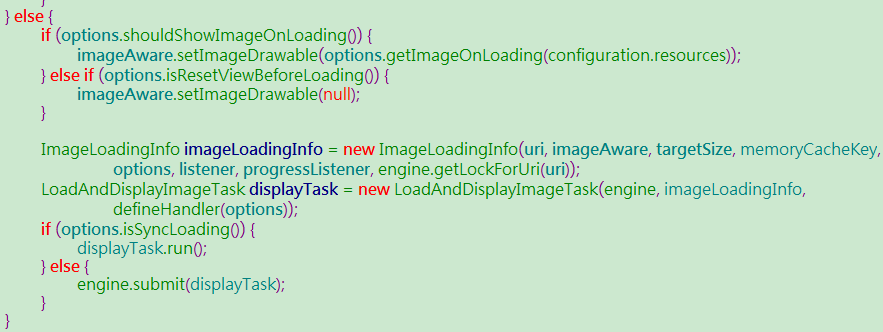 }
} else {
if (options.shouldShowImageOnLoading()) {
imageAware.setImageDrawable(options.getImageOnLoading(configuration.resources));
} else if (options.isResetViewBeforeLoading()) {
imageAware.setImageDrawable(null);
}
ImageLoadingInfo imageLoadingInfo = new ImageLoadingInfo(uri, imageAware, targetSize, memoryCacheKey,
options, listener, progressListener, engine.getLockForUri(uri));
LoadAndDisplayImageTask displayTask = new LoadAndDisplayImageTask(engine, imageLoadingInfo,
defineHandler(options));
if (options.isSyncLoading()) {
displayTask.run();
} else {
engine.submit(displayTask);
}
}